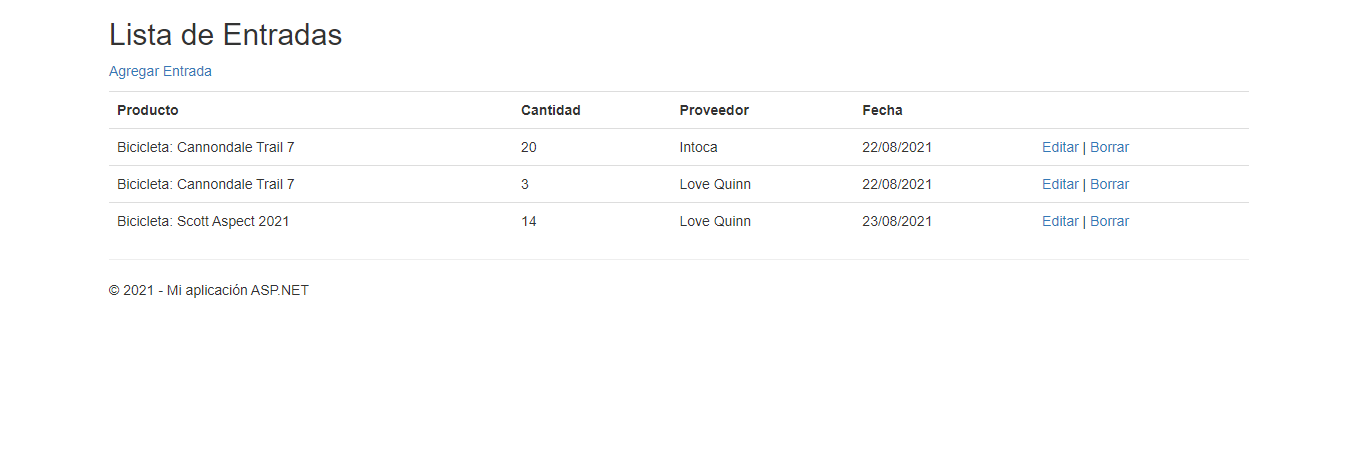 Lista de Entradas
Agregar Entrada
Producto Cantidad Proveedor Fecha
Bicicleta: Cannondale Trail 7 20 Intoca 22/08/2021 Editar | Borrar
Bicicleta: Cannondale Trail 7 3 Love Quinn 22/08/2021 Editar | Borrar
Bicicleta: Scott Aspect 2021 14 Love Quinn 23/08/2021 Editar | Borrar
© 2021 - Mi aplicación ASP.NET